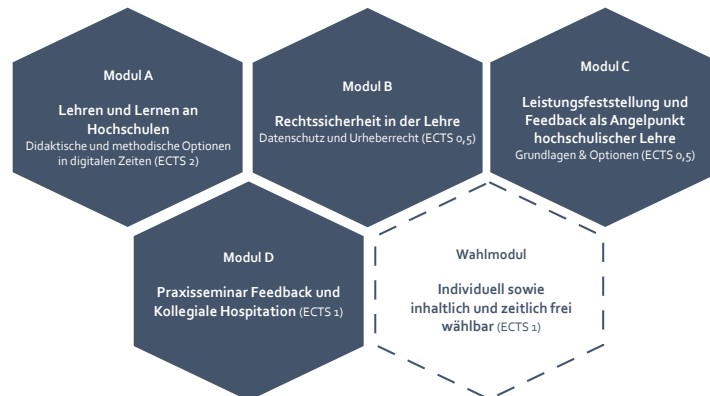 Modul A
Lehren und Lernen an
Hochschulen
Didaktische und methodische Optionen
in digitalen Zeiten (ECTS 2)
Modul B
Rechtssicherheit in der Lehre
Datenschutz und Urheberrecht (ECTS 0,5)
Modul C
Leistungsfeststellung und
Feedback als Angelpunkt
hochschulischer Lehre
Grundlagen & Optionen (ECTS 0,5)
Modul D
Praxisseminar Feedback und
Kollegiale Hospitation (ECTS 1)
Wahlmodul
Individuell sowie
inhaltlich und zeitlich frei
wählbar (ECTS 1)